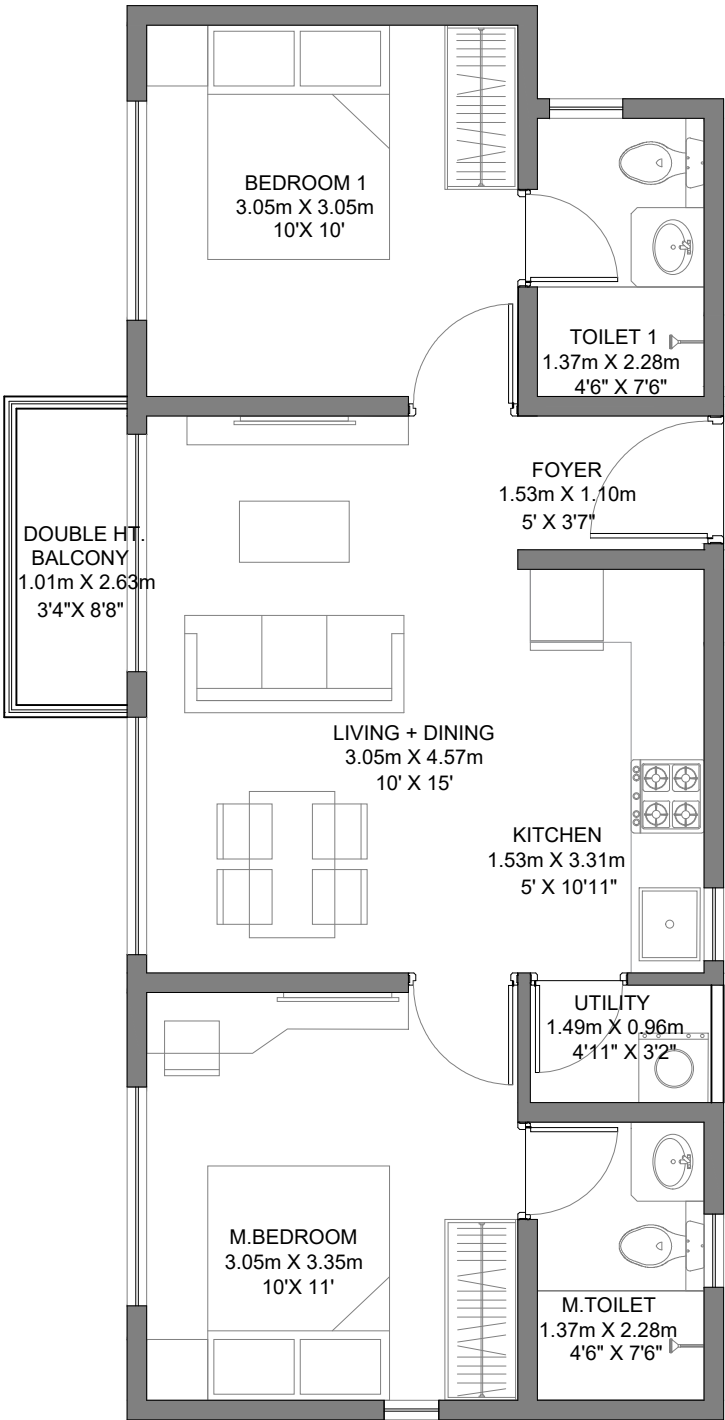 BEDROOM 1
3.05m X 3.05m
10'X 10'
TOILET 1
1.37m X 2.28m
4'6" X 7'6"
FOYER
1.53m X 1.10m
5' X 3'7"
DOUBLE HT.
BALCONY
1.01m X 2.63m
3'4"X 8'8"
LIVING + DINING
3.05m X 4.57m
10' X 15'
KITCHEN
1.53m X 3.31m
5' X 10'11"
UTILITY
1.49m X 0.96m
4'11" X 3'2"
M.BEDROOM
3.05m X 3.35m
10'X 11'
M.TOILET
1.37m X 2.28m
4'6" X 7'6"